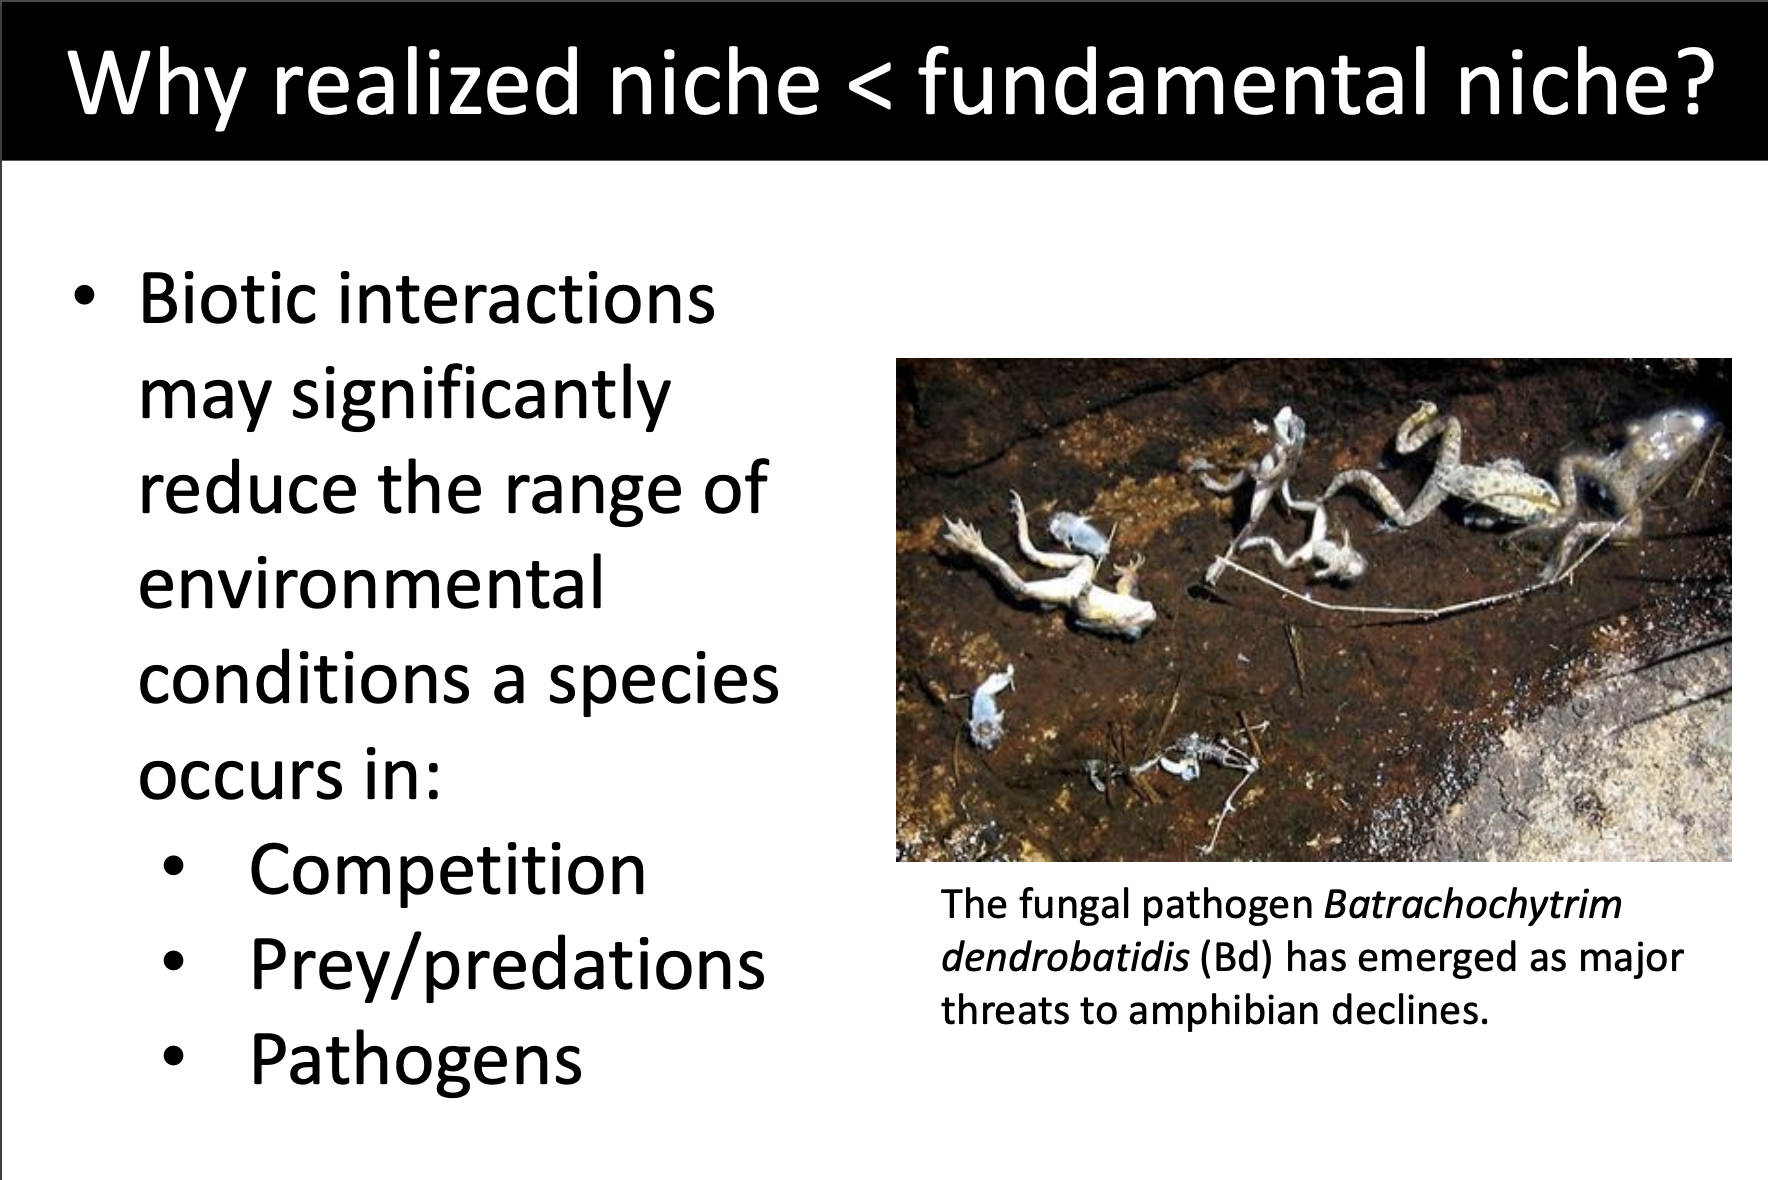 Why realized niche < fundamental niche?
• Biotic interactions
may significantly
reduce the range of
environmental
conditions a species
occurs in:
• Competition
• Prey/predations
• Pathogens
The fungal pathogen Batrachochytrim
dendrobatidis (Bd) has emerged as major
threats to amphibian declines.